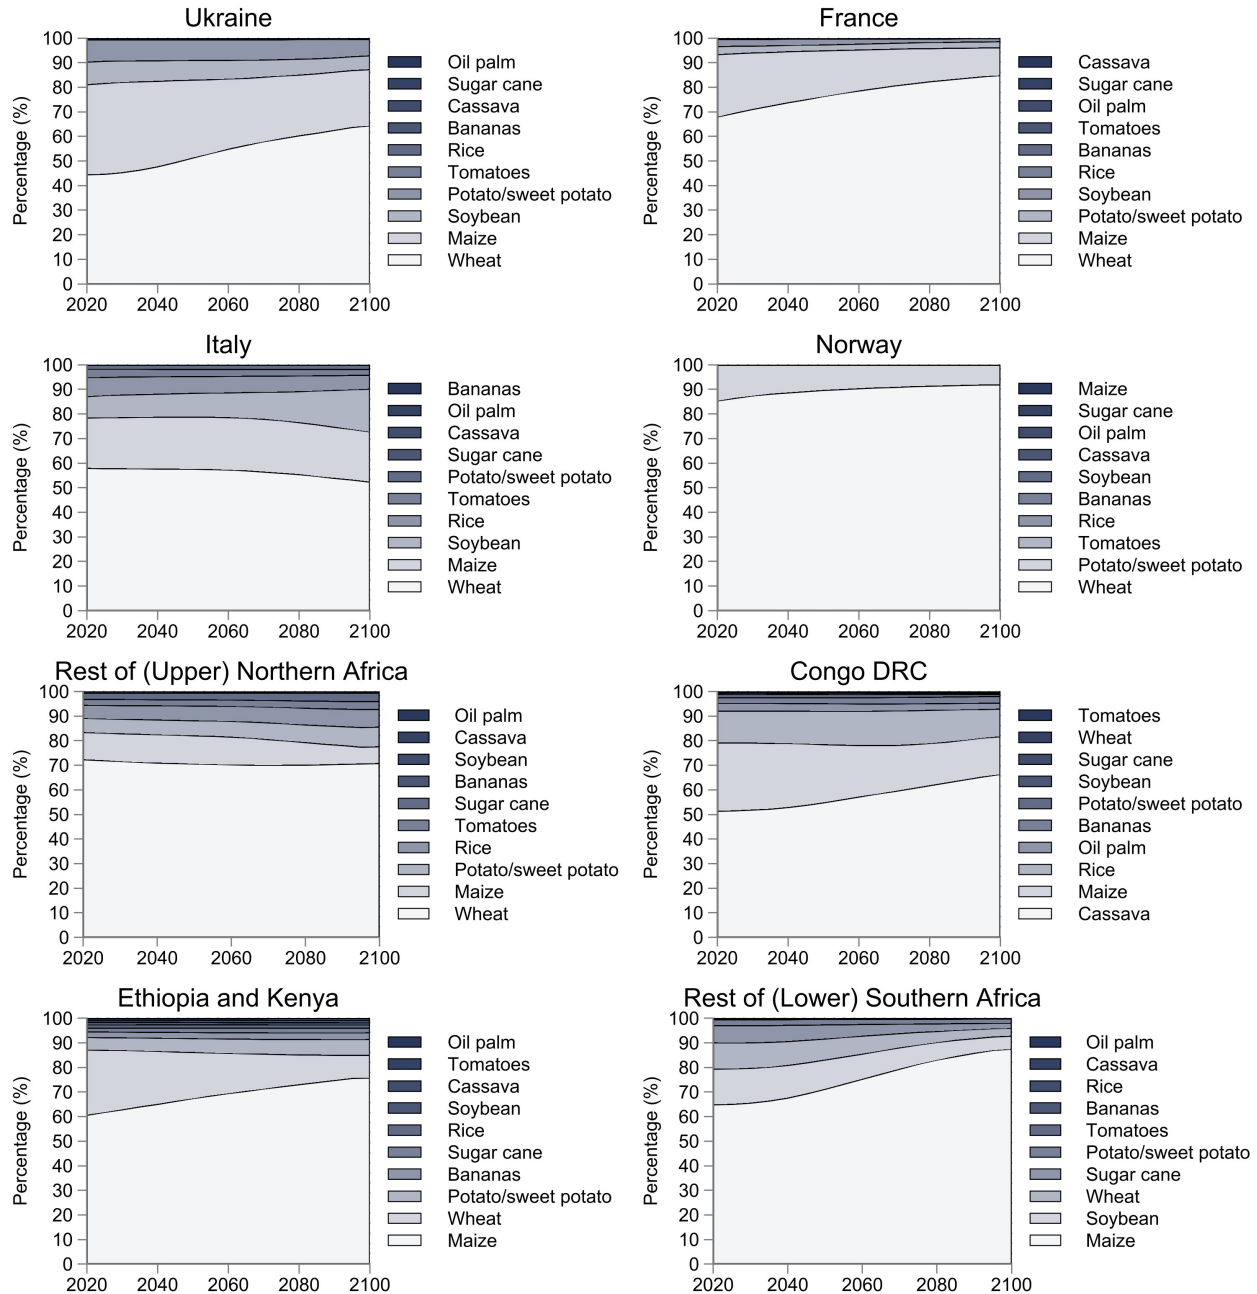 Ukraine
Percentage (%)
100
90
80
70
60
50
40
30
20
10
0
2020 2040 2060 2080 2100
Oil palm
Sugar cane
Cassava
Bananas
Rice
Tomatoes
Potato/sweet potato
Soybean
Maize
Wheat
France
Percentage (%)
100
90
80
70
60
50
40
30
20
10
0
2020 2040 2060 2080 2100
Cassava
Sugar cane
Oil palm
Tomatoes
Bananas
Rice
Soybean
Potato/sweet potato
Maize
Wheat
Italy
Percentage (%)
100
90
80
70
60
50
40
30
20
10
0
2020 2040 2060 2080 2100
Bananas
Oil palm
Cassava
Sugar cane
Potato/sweet potato
Tomatoes
Rice
Soybean
Maize
Wheat
Norway
Percentage (%)
100
90
80
70
60
50
40
30
20
10
0
2020 2040 2060 2080 2100
Maize
Sugar cane
Oil palm
Cassava
Soybean
Bananas
Rice
Tomatoes
Potato/sweet potato
Wheat
Rest of (Upper) Northern Africa
Percentage (%)
100
90
80
70
60
50
40
30
20
10
0
2020 2040 2060 2080 2100
Oil palm
Cassava
Soybean
Bananas
Sugar cane
Tomatoes
Rice
Potato/sweet potato
Maize
Wheat
Congo DRC
Percentage (%)
100
90
80
70
60
50
40
30
20
10
0
2020 2040 2060 2080 2100
Tomatoes
Wheat
Sugar cane
Soybean
Potato/sweet potato
Bananas
Oil palm
Rice
Maize
Cassava
Ethiopia and Kenya
Percentage (%)
100
90
80
70
60
50
40
30
20
10
0
2020 2040 2060 2080 2100
Oil palm
Tomatoes
Cassava
Soybean
Rice
Sugar cane
Bananas
Potato/sweet potato
Wheat
Maize
Rest of (Lower) Southern Africa
Percentage (%)
100
90
80
70
60
50
40
30
20
10
0
2020 2040 2060 2080 2100
Oil palm
Cassava
Rice
Bananas
Tomatoes
Potato/sweet potato
Sugar cane
Wheat
Soybean
Maize